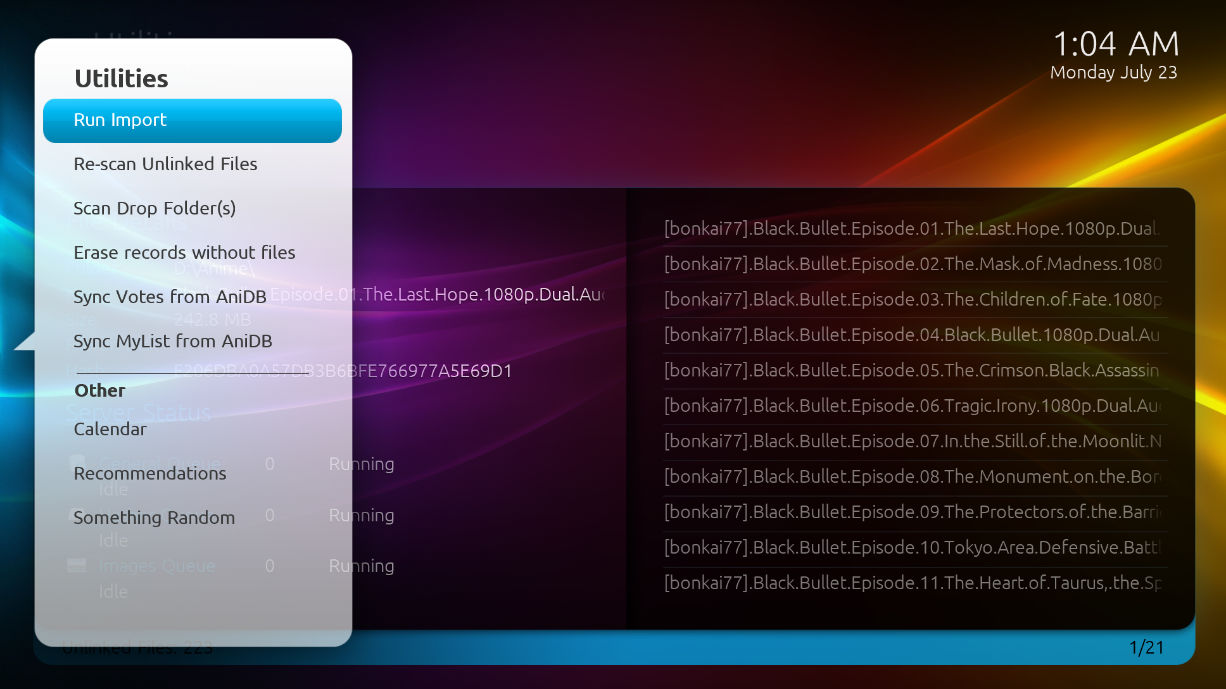 Utilities
1:04 AM
Monday July 23
Utilities
Run Import
Re-scan Unlinked Files
Scan Drop Folder(s)
Erase records without files
Sync Votes from AniDB
Sync MyList from AniDB
Other
Calendar
Recommendations
Something Random
D:\Anime\
Episode.01.The.Last.Hope.1080p.Dual.Au
242.8 MB
E206DBA0A57DB3B6BFE766977A5E69D1
Server Status
General Queue 0 Running
Idle
0 Running
Idle
Images Queue 0 Running
Idle
[bonkai77].Black.Bullet.Episode.01.The.Last.Hope.1080p.Dual.
[bonkai77].Black.Bullet.Episode.02.The.Mask.of.Madness.1080
[bonkai77].Black.Bullet.Episode.03.The.Children.of.Fate.1080p
[bonkai77].Black.Bullet.Episode.04.Black.Bullet.1080p.Dual.Au
[bonkai77].Black.Bullet.Episode.05.The.Crimson.Black.Assassin
[bonkai77].Black.Bullet.Episode.06.Tragic.Irony.1080p.Dual.Au
[bonkai77].Black.Bullet.Episode.07.In.the.Still.of.the.Moonlit.N
[bonkai77].Black.Bullet.Episode.08.The.Monument.on.the.Bor
[bonkai77].Black.Bullet.Episode.09.The.Protectors.of.the.Barri
[bonkai77].Black.Bullet.Episode.10.Tokyo.Area.Defensive.Batt
[bonkai77].Black.Bullet.Episode.11.The.Heart.of.Taurus,.the.Sp
Unlinked Files: 223
1/21